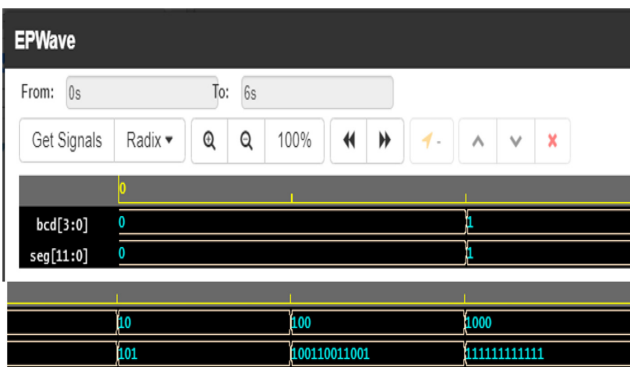 EPWave
From: 0s To: 6s
Get Signals Radix 100% -
0
bcd[3:0] 0 1
seg[11:0] 0 1
10 100 1000
101 100110011001 111111111111